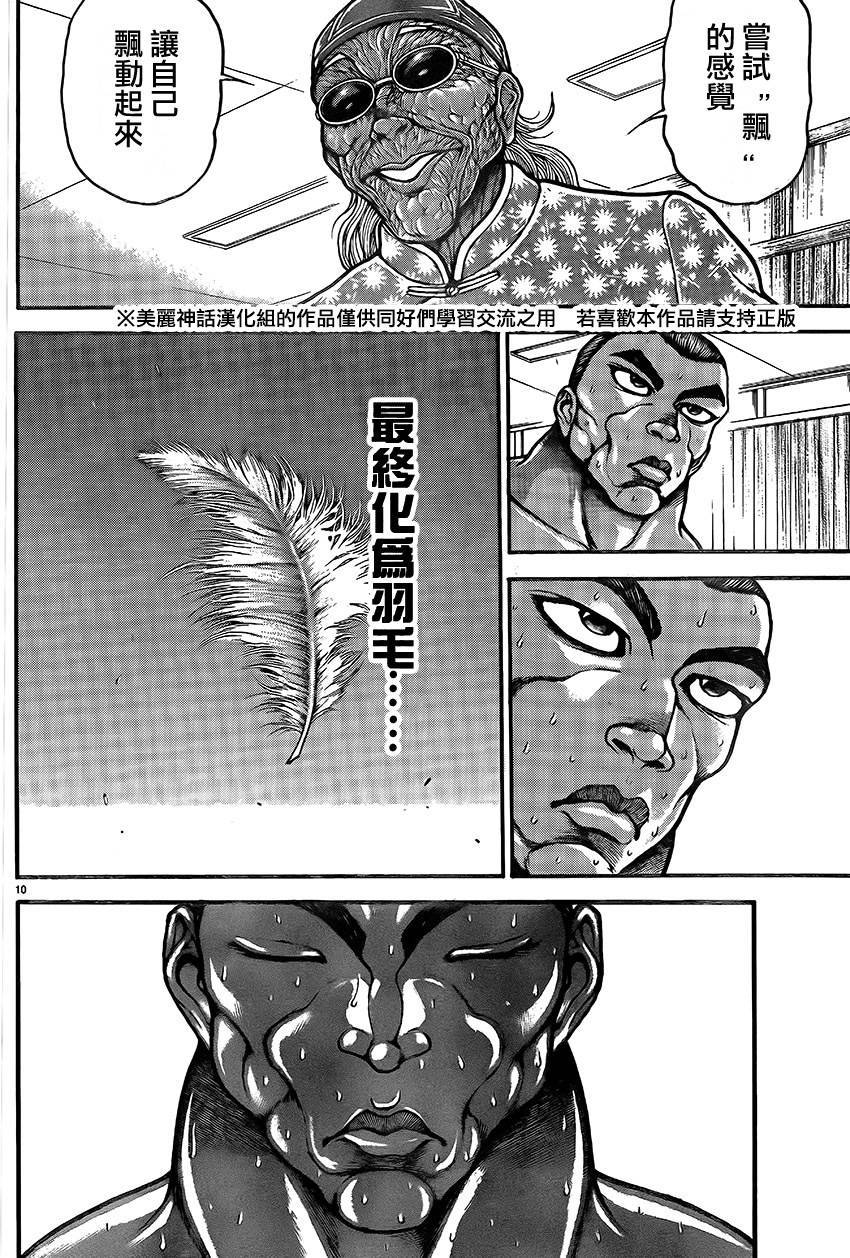 嘗試”飄“
的感覺
讓自己
飄動起來
※美麗神話漢化組的作品僅供同好們學習交流之用　若喜歡本作品請支持正版
最終化爲羽毛……
10